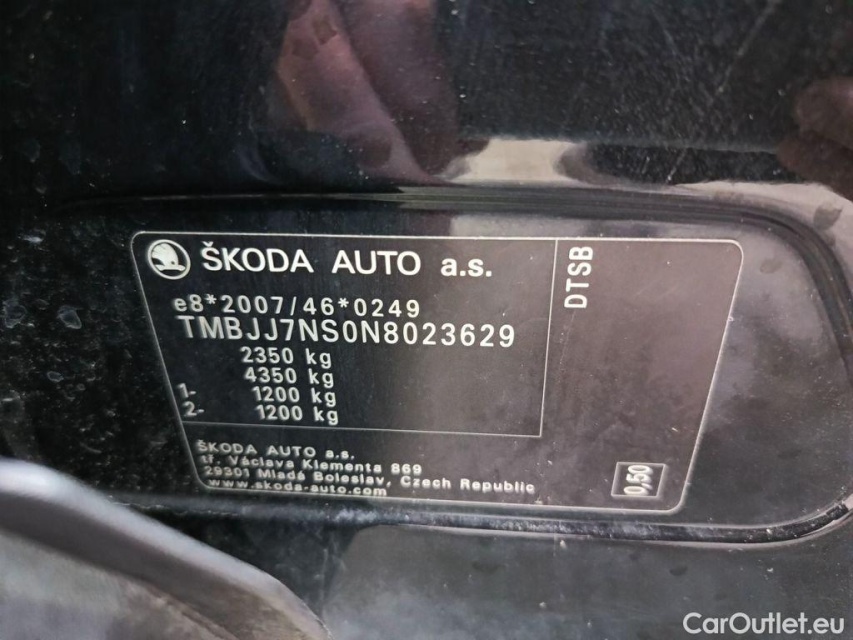 ŠKODA AUTO a.s.
DTSB
e8*2007/46*0249
TMBJJ7NS0N8023629
2350 kg
4350 kg
1- 1200 kg
2- 1200 kg
ŠKODA AUTO a.s.
tř. Václava Klementa 869
29301 Mladá Boleslav, Czech Republic
www.skoda-auto.com
0,50
CarOutlet.eu